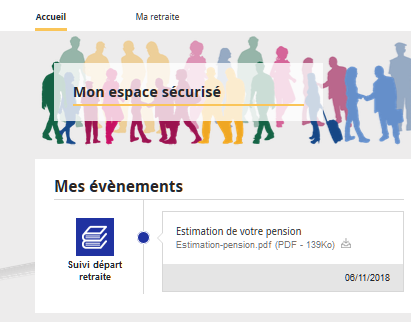 Accueil
Ma retraite
Mon espace sécurisé
Mes évènements
Suivi départ
retraite
Estimation de votre pension
Estimation-pension.pdf (PDF - 139Ko)
06/11/2018